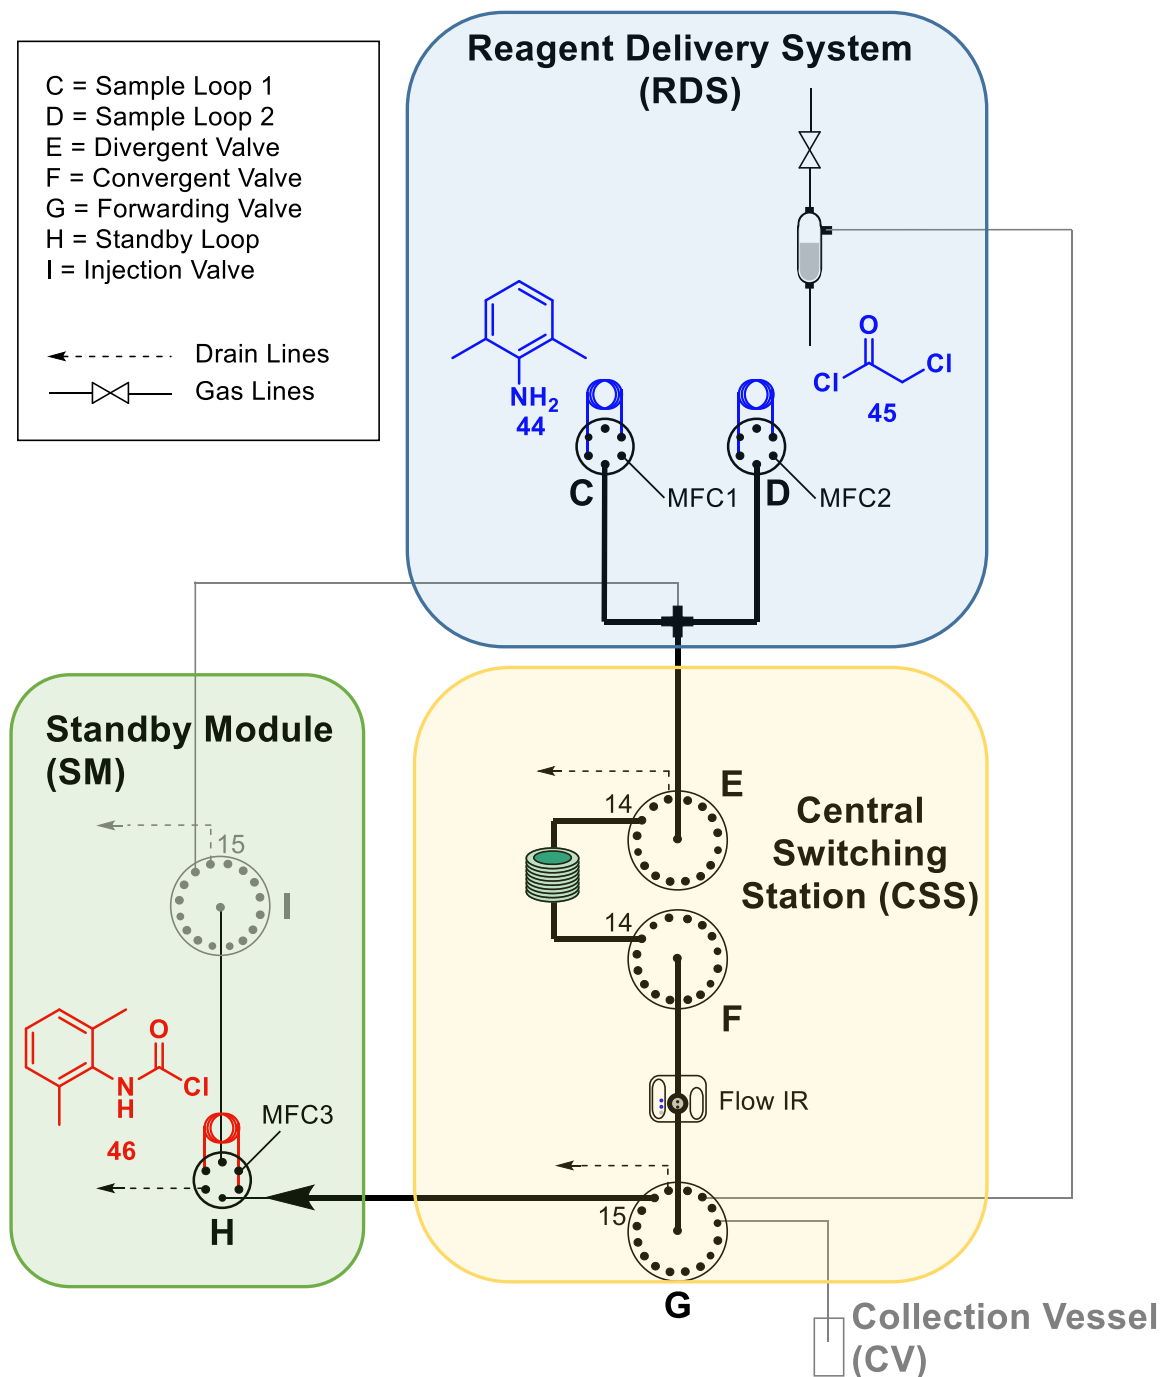 Reagent Delivery System
(RDS)
C = Sample Loop 1
D = Sample Loop 2
E = Divergent Valve
F = Convergent Valve
G = Forwarding Valve
H = Standby Loop
I = Injection Valve
Drain Lines
Gas Lines
NH2
44
O
Cl
Cl
45
C
MFC1
D
MFC2
Standby Module
(SM)
15
I
E
14
Central
Switching
Station (CSS)
14
F
O
N
H
Cl
46
MFC3
H
Flow IR
15
G
Collection Vessel
(CV)